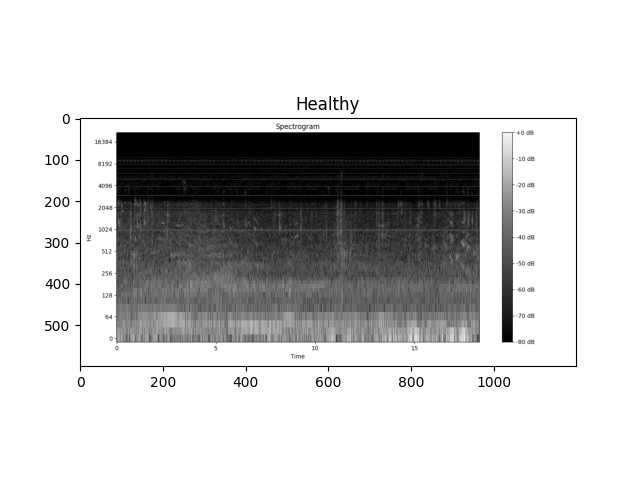 Healthy
Spectrogram
0
100
200
300
400
500
Hz
16384
8192
4096
2048
1024
512
256
128
64
0
+0 dB
-10 dB
-20 dB
-30 dB
-40 dB
-50 dB
-60 dB
-70 dB
-80 dB
0 5 10 15
Time
0 200 400 600 800 1000